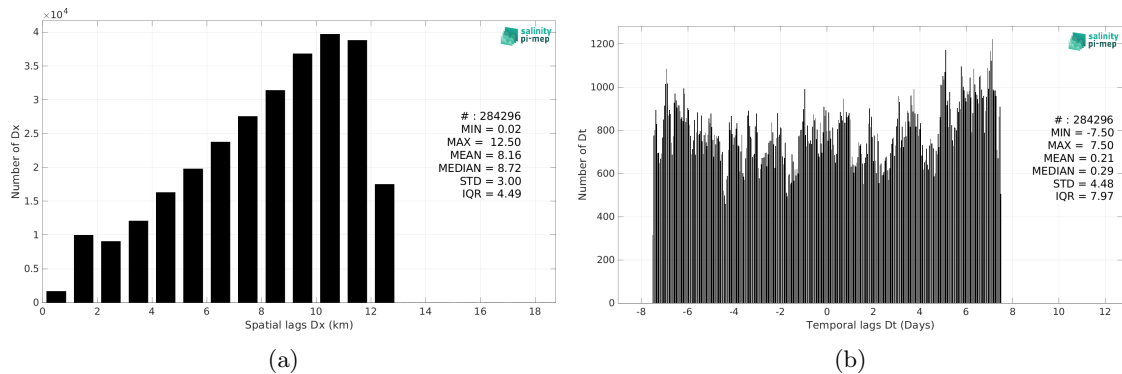 ×10⁴
4
3.5
3
2.5
2
1.5
1
0.5
0
Number of Dx
0 2 4 6 8 10 12 14 16 18
Spatial lags Dx (km)
salinity
pi-mep
# : 284296
MIN = 0.02
MAX = 12.50
MEAN = 8.16
MEDIAN = 8.72
STD = 3.00
IQR = 4.49
(a)
1200
1000
800
600
400
200
0
Number of Dt
-8 -6 -4 -2 0 2 4 6 8 10 12
Temporal lags Dt (Days)
salinity
pi-mep
# : 284296
MIN = -7.50
MAX = 7.50
MEAN = 0.21
MEDIAN = 0.29
STD = 4.48
IQR = 7.97
(b)